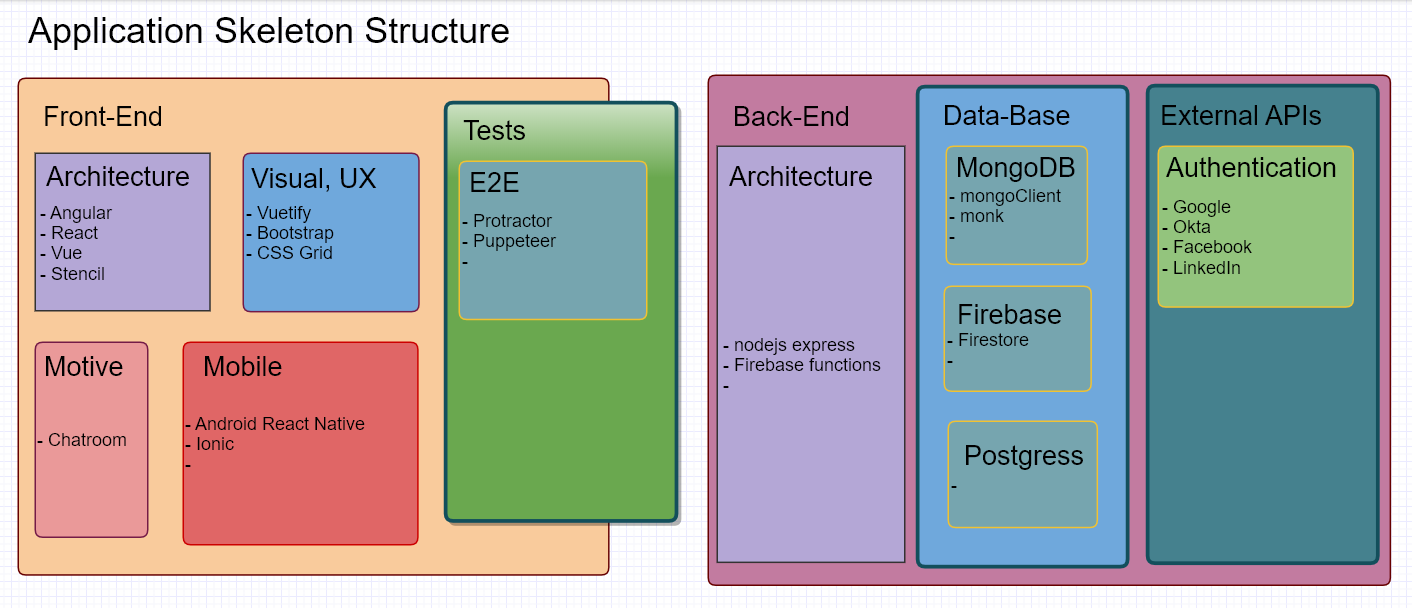 Application Skeleton Structure
Front-End
Architecture
- Angular
- React
- Vue
- Stencil
Visual, UX
- Vuetify
- Bootstrap
- CSS Grid
Motive
- Chatroom
Mobile
- Android React Native
- Ionic
-
Tests
E2E
- Protractor
- Puppeteer
-
Back-End
Architecture
- nodejs express
- Firebase functions
-
Data-Base
MongoDB
- mongoClient
- monk
-
Firebase
- Firestore
-
Postgress
-
External APIs
Authentication
- Google
- Okta
- Facebook
- LinkedIn